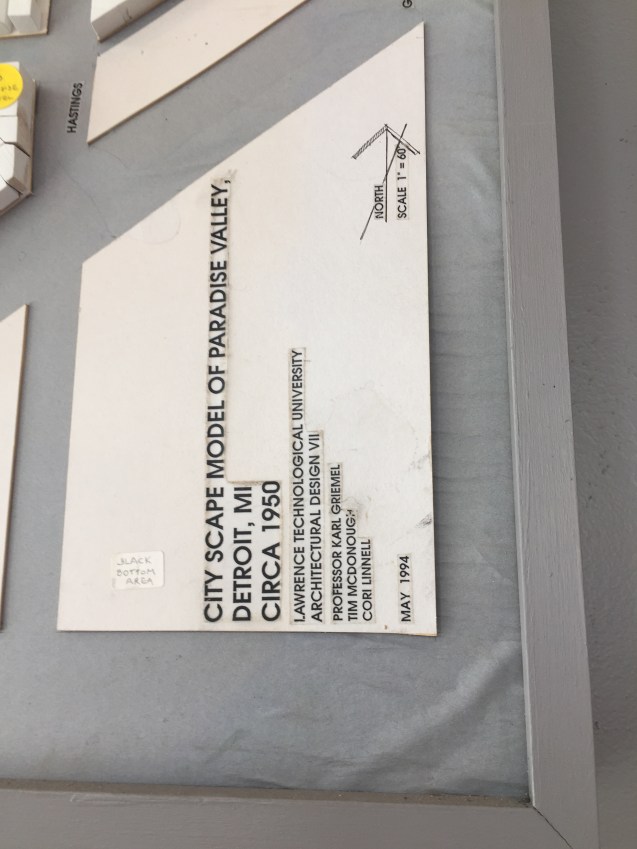 HASTINGS
NORTH
SCALE 1" = 60'
CITY SCAPE MODEL OF PARADISE VALLEY,
DETROIT, MI
CIRCA 1950
LAWRENCE TECHNOLOGICAL UNIVERSITY
ARCHITECTURAL DESIGN VII
PROFESSOR KARL GRIEMEL
TIM MCDONOUGH
CORI LINNELL
MAY 1994
BLACK
BOTTOM
AREA